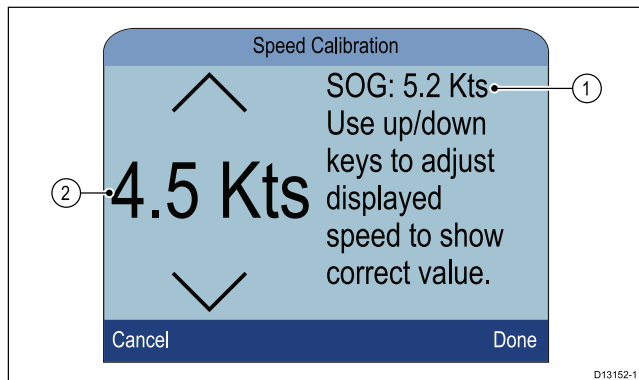 Speed Calibration
SOG: 5.2 Kts
1
Use up/down
keys to adjust
displayed
speed to show
correct value.
2
4.5 Kts
Cancel
Done
D13152-1